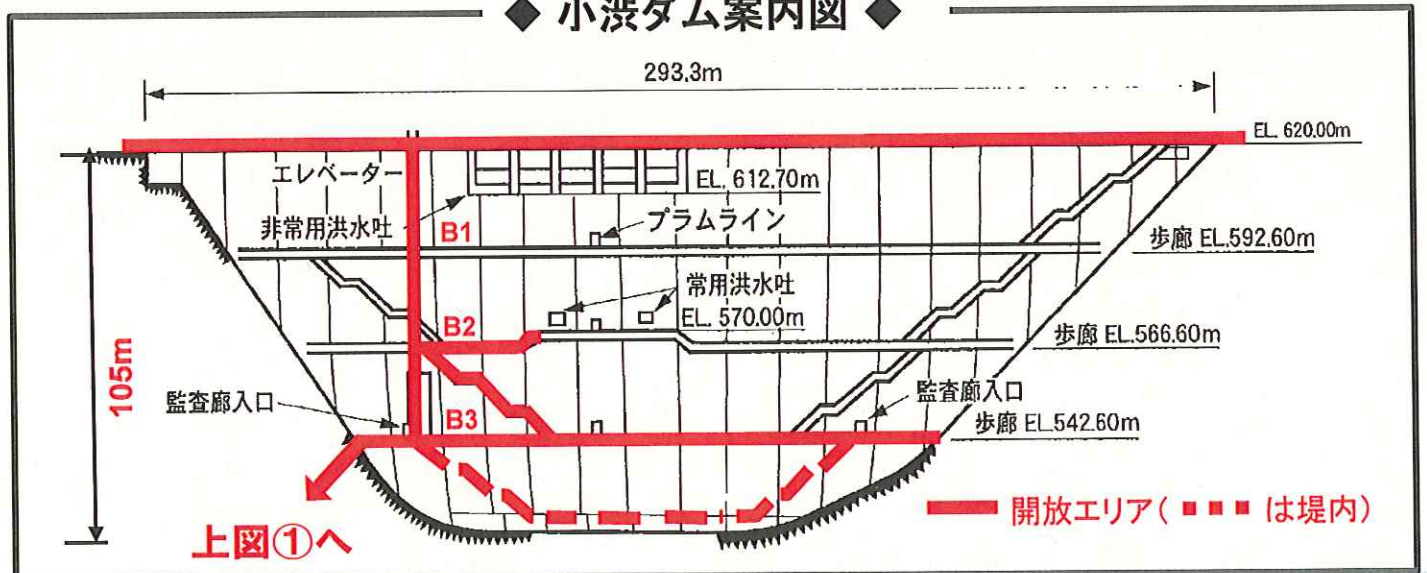 ◆ 小渋ダム案内図 ◆
293.3m
EL. 620.00m
エレベーター
EL. 612.70m
非常用洪水吐
B1
プラムライン
歩廊 EL.592.60m
常用洪水吐
B2
EL. 570.00m
歩廊 EL.566.60m
105m
監査廊入口
監査廊入口
B3
歩廊 EL.542.60m
開放エリア( ■ ■ ■ は堤内)
上図①へ